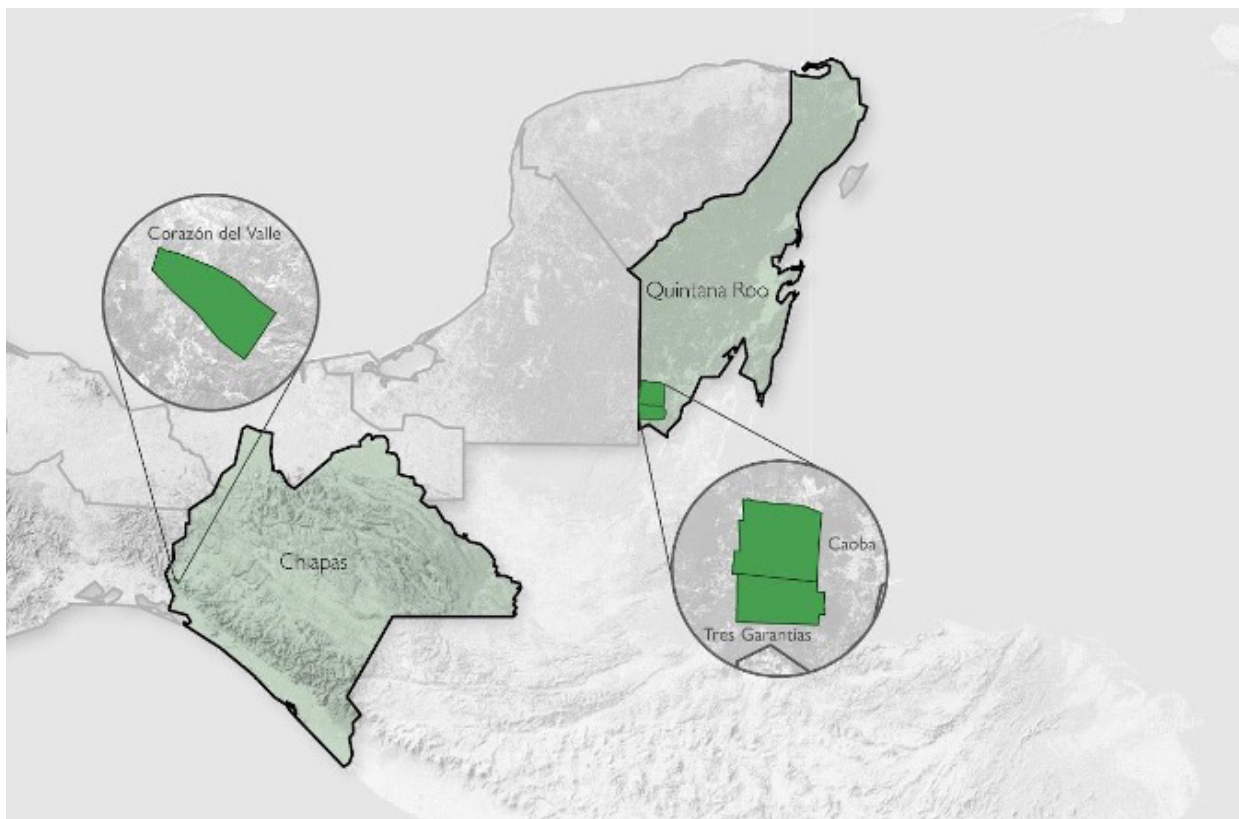 Corazón del Valle
Quintana Roo
Chiapas
Caoba
Tres Garantías